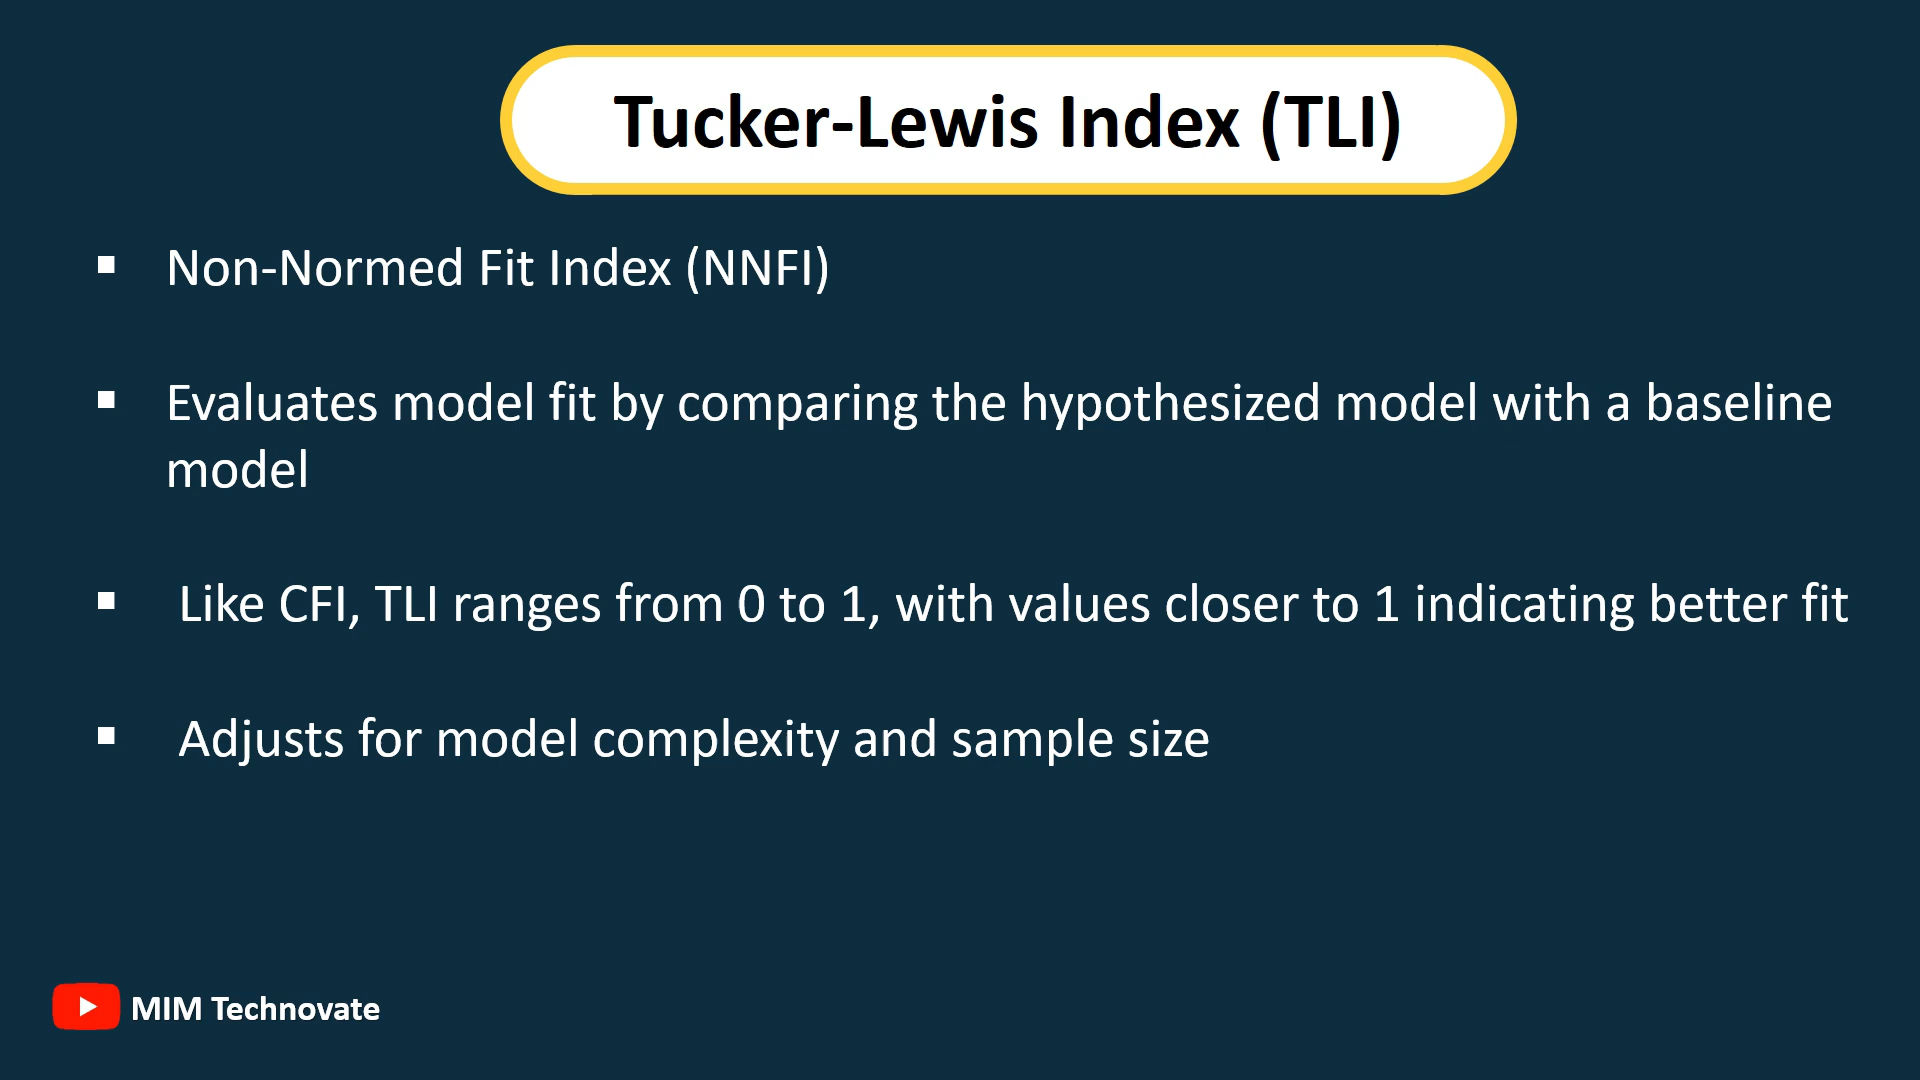 Tucker-Lewis Index (TLI)
▪ Non-Normed Fit Index (NNFI)
▪ Evaluates model fit by comparing the hypothesized model with a baseline
model
▪ Like CFI, TLI ranges from 0 to 1, with values closer to 1 indicating better fit
▪ Adjusts for model complexity and sample size
MIM Technovate